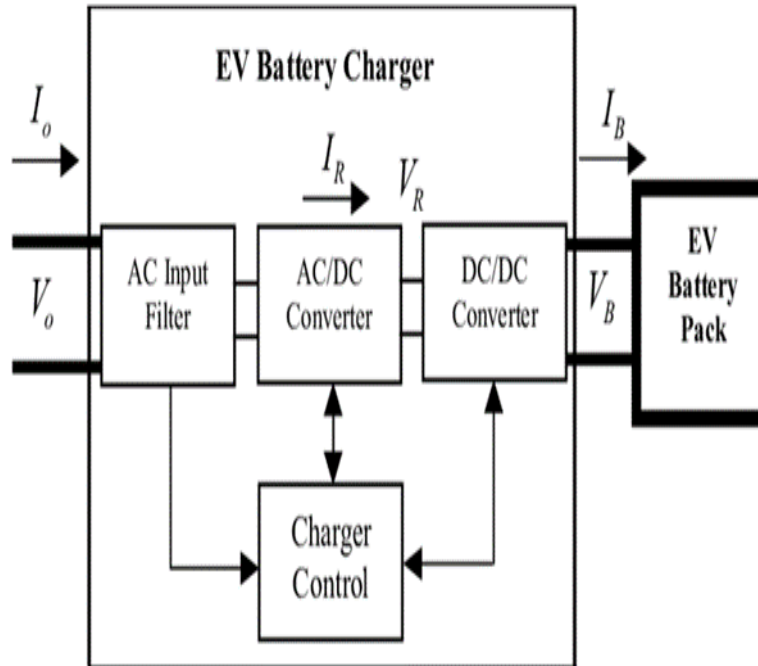 EV Battery Charger
I_o
I_R
V_R
I_B
V_o
AC Input
Filter
AC/DC
Converter
DC/DC
Converter
V_B
EV
Battery
Pack
Charger
Control